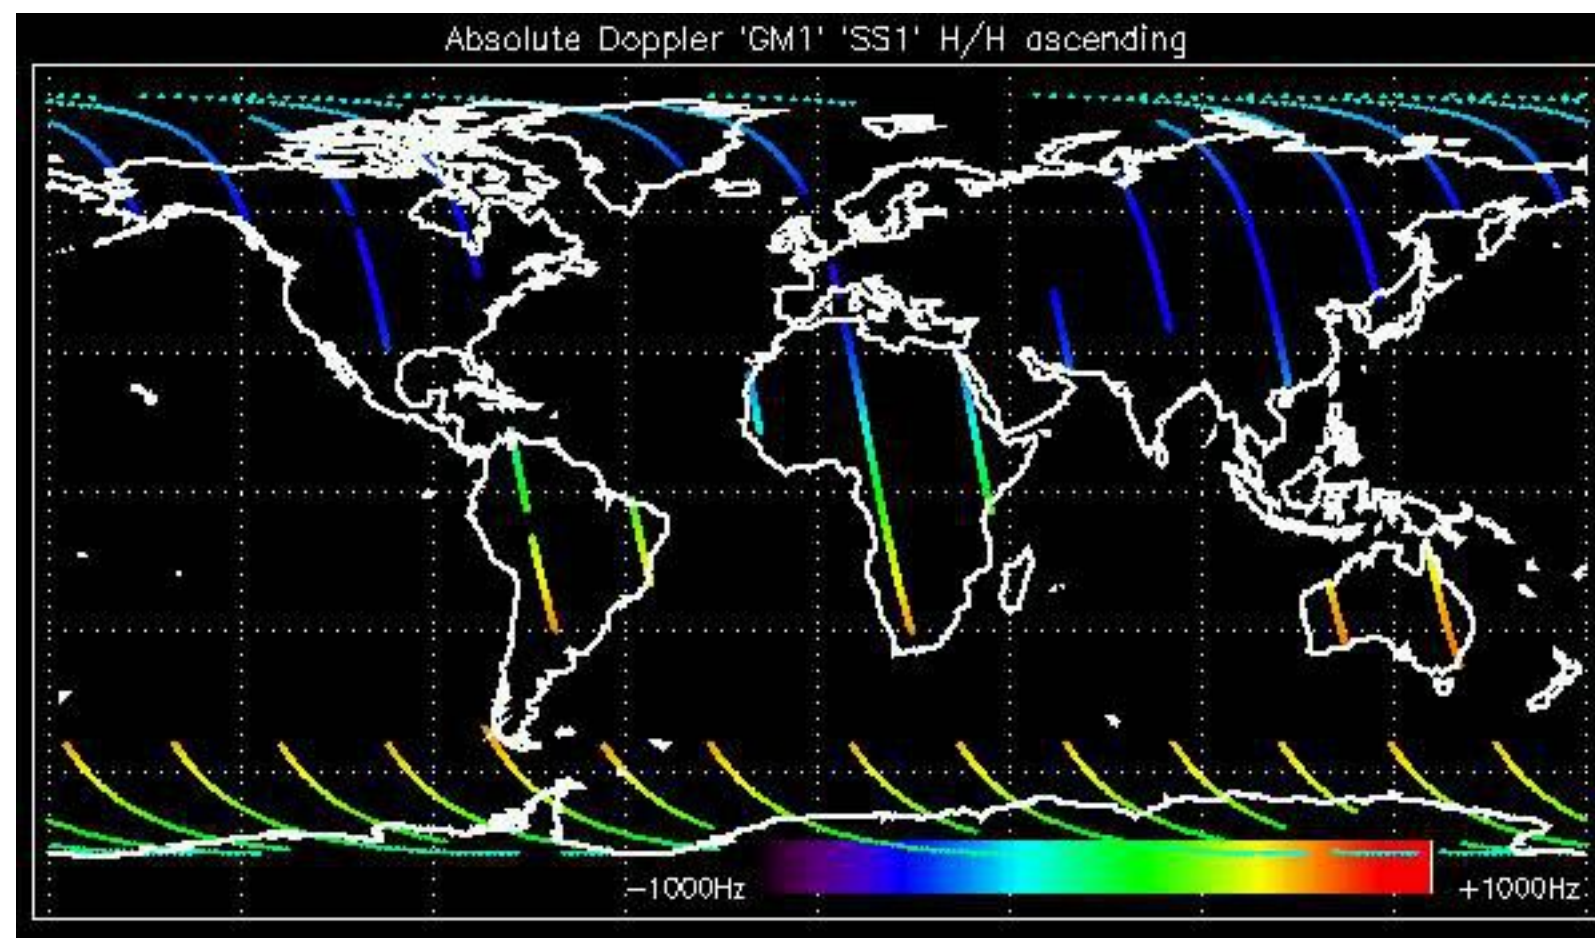 Absolute Doppler 'GM1' 'SS1' H/H ascending
-1000Hz
+1000Hz